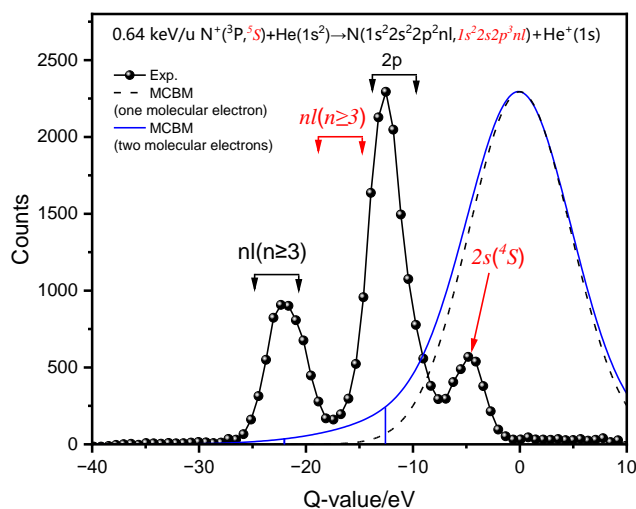 0.64 keV/u N⁺(³P,⁵S)+He(1s²)→N(1s²2s²2p²nl,1s²2s2p³nl)+He⁺(1s)
Exp.
MCBM
(one molecular electron)
MCBM
(two molecular electrons)
2p
nl(n≥3)
nl(n≥3)
2s(⁴S)
Counts
2500
2000
1500
1000
500
0
−40
−30
−20
−10
0
10
Q-value/eV